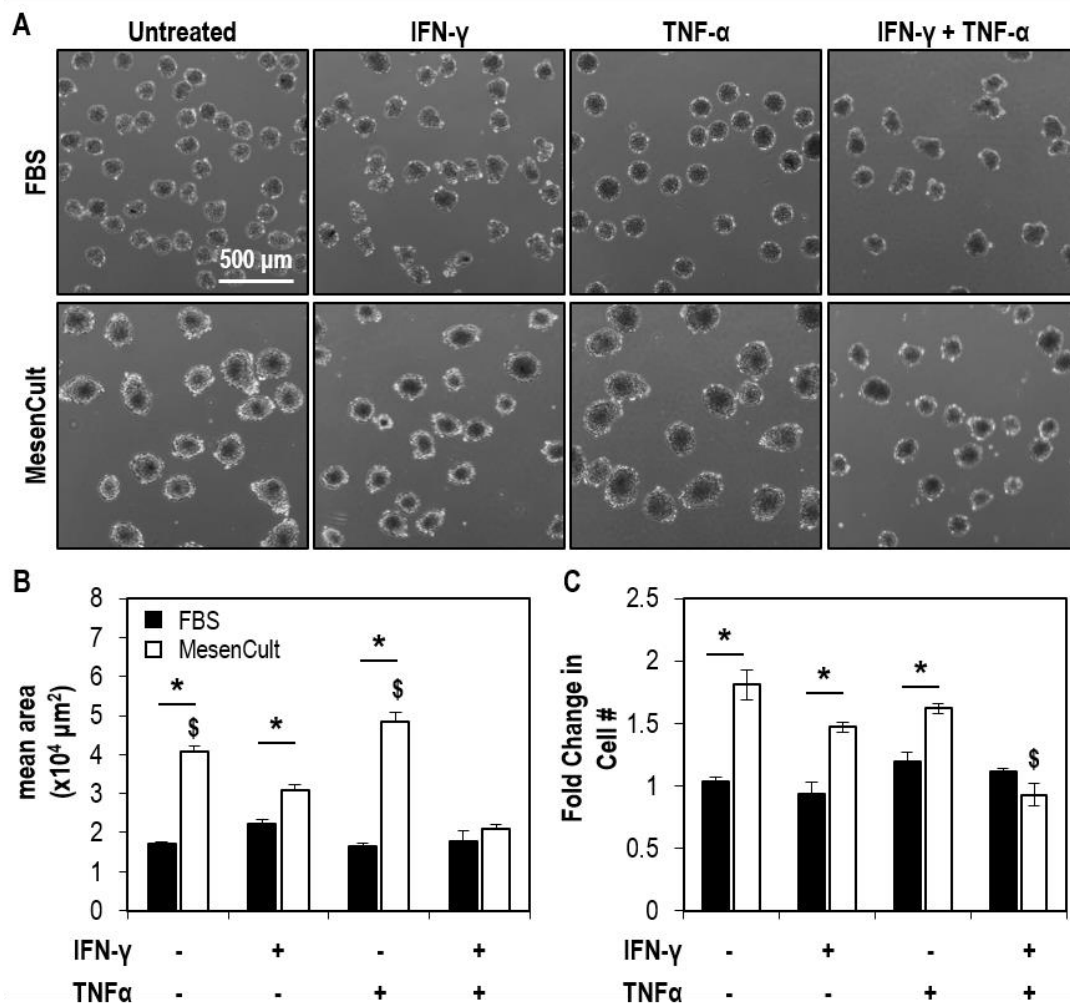 A
Untreated
IFN-γ
TNF-α
IFN-γ + TNF-α
FBS
500 µm
MesenCult
B
mean area
(x10⁴ µm²)
8
7
6
5
4
3
2
1
0
FBS
MesenCult
*
$
*
*
$
IFN-γ - + - +
TNFα - - + +
C
Fold Change in
Cell #
2.5
2
1.5
1
0.5
0
*
*
*
$
IFN-γ - + - +
TNFα - - + +